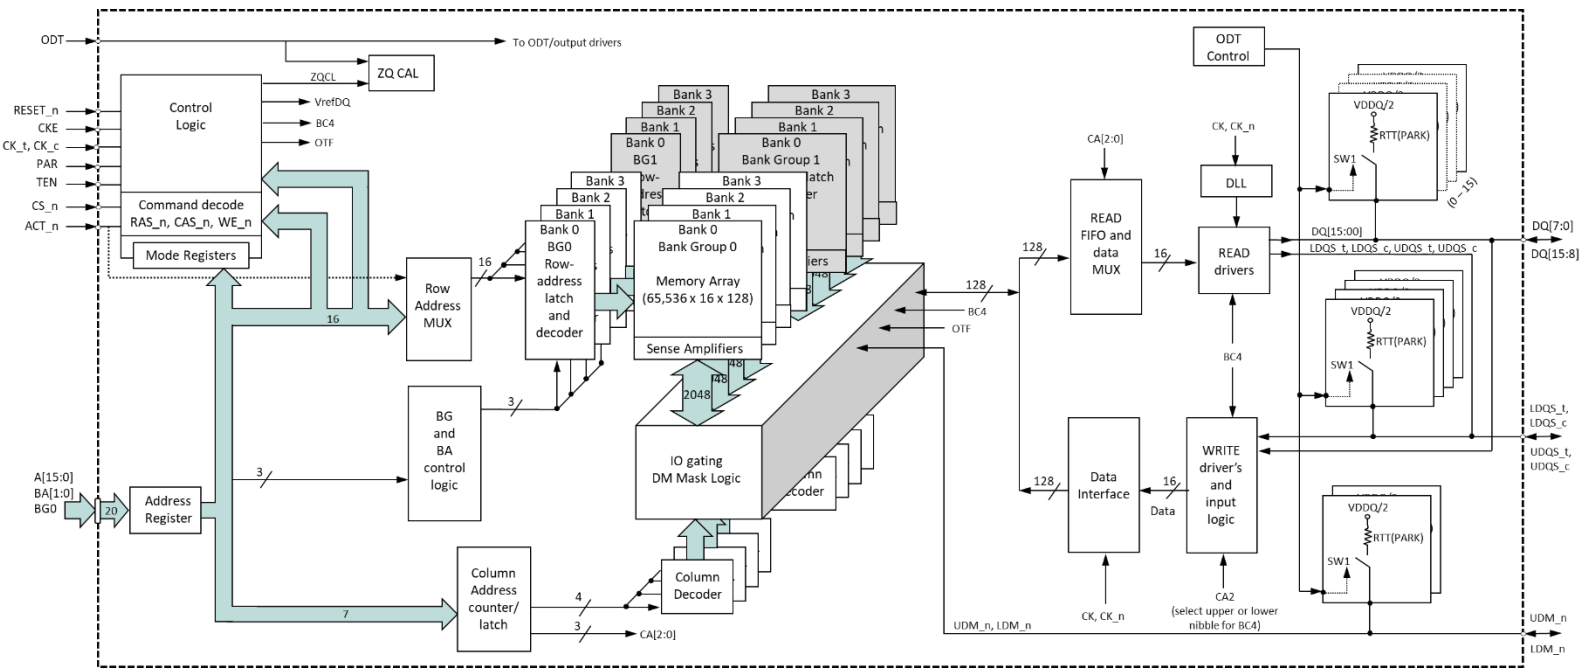 ODT
To ODT/output drivers
ZQ CAL
ZQCL
VrefDQ
BC4
OTF
Control
Logic
RESET_n
CKE
CK_t, CK_c
PAR
TEN
CS_n
ACT_n
Command decode
RAS_n, CAS_n, WE_n
Mode Registers
16
Row
Address
MUX
16
Bank 3
Bank 2
Bank 1
Bank 0
BG1
Bank 3
Bank 2
Bank 1
Bank 0
Bank Group 1
Bank 3
Bank 2
Bank 1
Bank 0
BG0
Row-
address
latch
and
decoder
Bank 3
Bank 2
Bank 1
Bank 0
Bank Group 0
Memory Array
(65,536 x 16 x 128)
Sense Amplifiers
2048
IO gating
DM Mask Logic
BG
and
BA
control
logic
3
3
A[15:0]
BA[1:0]
BG0
20
Address
Register
7
Column
Address
counter/
latch
4
3
CA[2:0]
Column
Decoder
128
BC4
OTF
UDM_n, LDM_n
128
CA[2:0]
READ
FIFO and
data
MUX
16
CK, CK_n
DLL
READ
drivers
BC4
128
Data
Interface
16
Data
CK, CK_n
WRITE
driver's
and
input
logic
CA2
(select upper or lower
nibble for BC4)
ODT
Control
VDDQ/2
RTT(PARK)
SW1
(0 – 15)
DQ[15:00]
LDQS_t, LDQS_c, UDQS_t, UDQS_c
DQ[7:0]
DQ[15:8]
VDDQ/2
VDDQ/2
RTT(PARK)
SW1
LDQS_t,
LDQS_c
UDQS_t,
UDQS_c
VDDQ/2
RTT(PARK)
SW1
UDM_n
LDM_n